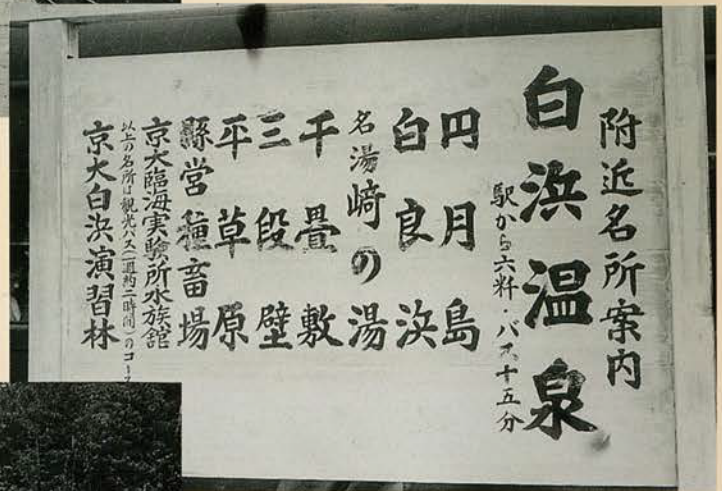 附近名所案内
白浜温泉
駅から六粁・バス十五分
円月島
白良浜
名湯崎の湯
千畳敷
三段壁
平草原
縣営種畜場
京大臨海実験所水族館
以上の名所は観光バス(一週約二時間)のコース
京大白浜演習林